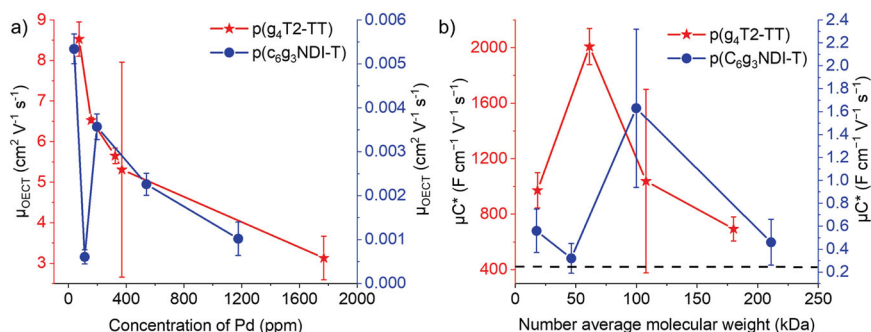 a)
p(g₄T2-TT)
p(c₆g₃NDI-T)
μOECT (cm² V⁻¹ s⁻¹)
9
8
7
6
5
4
3
0.006
0.005
0.004
0.003
0.002
0.001
0.000
μOECT (cm² V⁻¹ s⁻¹)
0 400 800 1200 1600 2000
Concentration of Pd (ppm)
b)
p(g₄T2-TT)
p(C₆g₃NDI-T)
μC* (F cm⁻¹ V⁻¹ s⁻¹)
2000
1600
1200
800
400
2.4
2.2
2.0
1.8
1.6
1.4
1.2
1.0
0.8
0.6
0.4
0.2
μC* (F cm⁻¹ V⁻¹ s⁻¹)
0 50 100 150 200 250
Number average molecular weight (kDa)